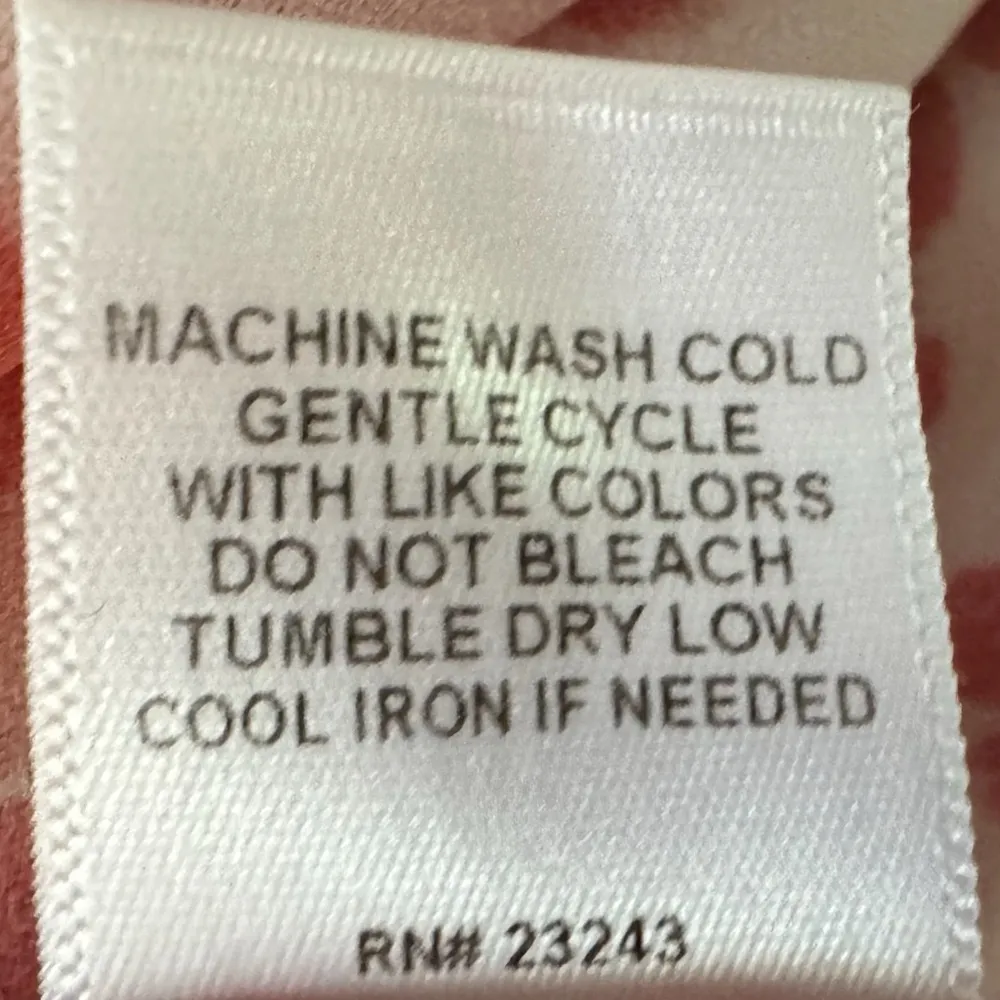 MACHINE WASH COLD
GENTLE CYCLE
WITH LIKE COLORS
DO NOT BLEACH
TUMBLE DRY LOW
COOL IRON IF NEEDED
RN# 23243